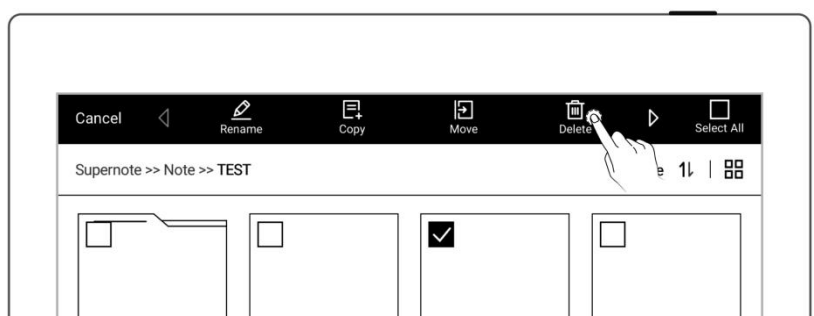 Cancel
Rename
Copy
Move
Delete
Select All
Supernote >> Note >> TEST